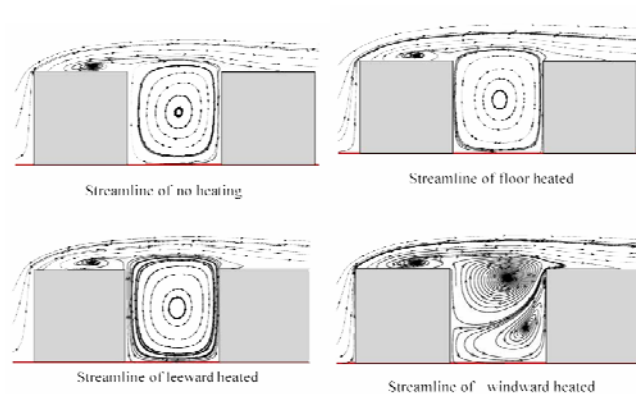 Streamline of no heating
Streamline of floor heated
Streamline of leeward heated
Streamline of windward heated